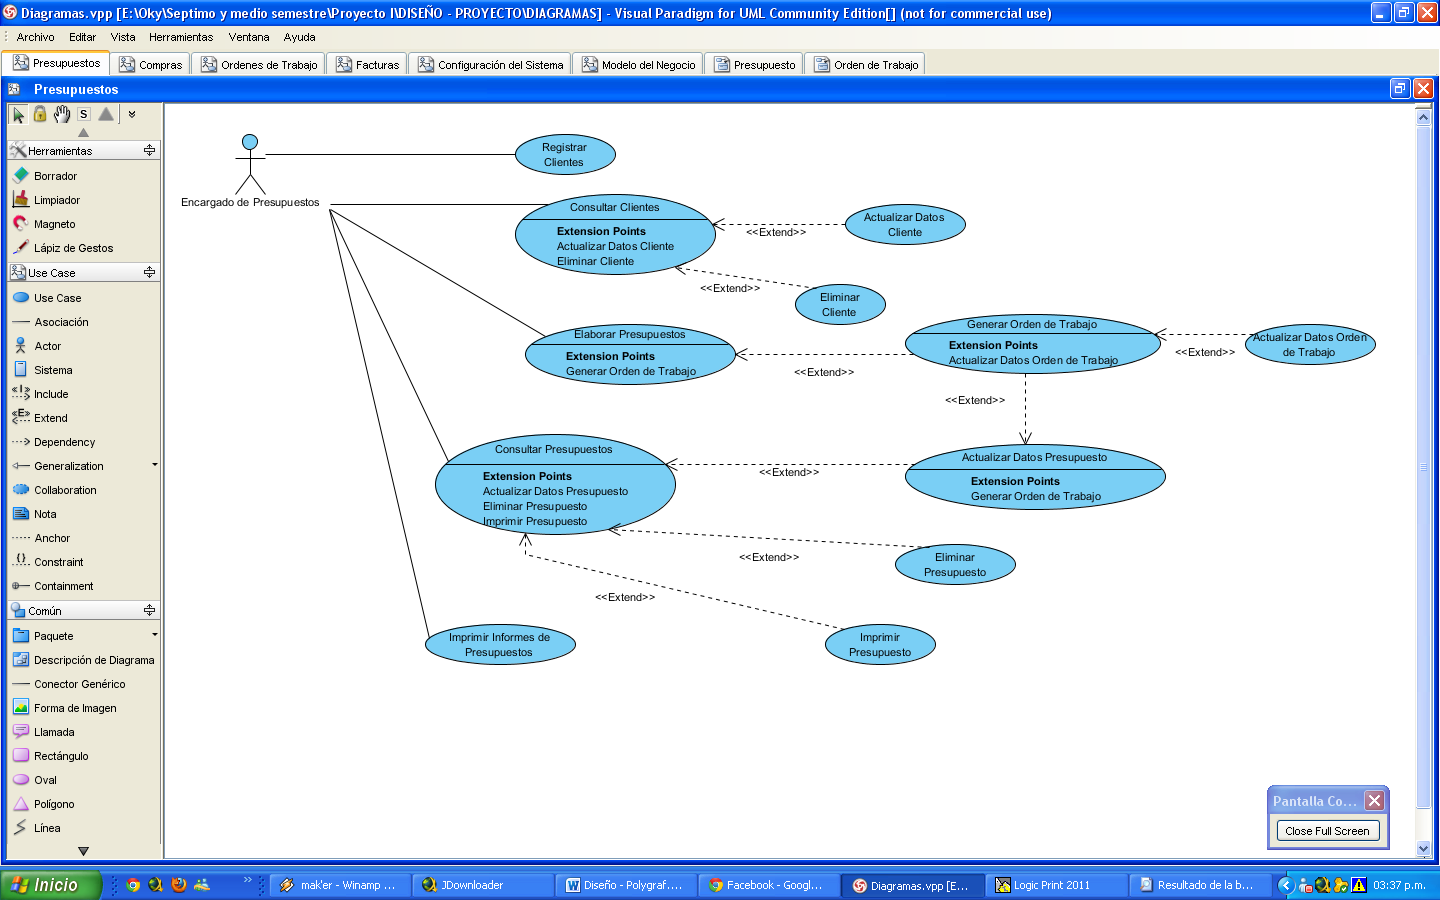 Diagramas.vpp [E:\Oky\Septimo y medio semestre\Proyecto I\DISEÑO - PROYECTO\DIAGRAMAS] - Visual Paradigm for UML Community Edition[] (not for commercial use)
Archivo Editar Vista Herramientas Ventana Ayuda
Presupuestos Compras Ordenes de Trabajo Facturas Configuración del Sistema Modelo del Negocio Presupuesto Orden de Trabajo
Presupuestos
S
Herramientas
Borrador
Limpiador
Magneto
Lápiz de Gestos
Use Case
Use Case
Asociación
Actor
Sistema
Include
Extend
Dependency
Generalization
Collaboration
Nota
Anchor
Constraint
Containment
Común
Paquete
Descripción de Diagrama
Conector Genérico
Forma de Imagen
Llamada
Rectángulo
Oval
Polígono
Línea
Encargado de Presupuestos
Registrar
Clientes
Consultar Clientes
Extension Points
Actualizar Datos Cliente
Eliminar Cliente
<<Extend>>
Actualizar Datos
Cliente
<<Extend>>
Eliminar
Cliente
Elaborar Presupuestos
Extension Points
Generar Orden de Trabajo
<<Extend>>
Generar Orden de Trabajo
Extension Points
Actualizar Datos Orden de Trabajo
<<Extend>>
Actualizar Datos Orden
de Trabajo
<<Extend>>
Consultar Presupuestos
Extension Points
Actualizar Datos Presupuesto
Eliminar Presupuesto
Imprimir Presupuesto
<<Extend>>
Actualizar Datos Presupuesto
Extension Points
Generar Orden de Trabajo
<<Extend>>
Eliminar
Presupuesto
<<Extend>>
Imprimir
Presupuesto
Imprimir Informes de
Presupuestos
Pantalla Co...
Close Full Screen
Inicio
mak'er - Winamp ...
JDownloader
Diseño - Polygraf....
Facebook - Googl...
Diagramas.vpp [E...
Logic Print 2011
Resultado de la b...
03:37 p.m.